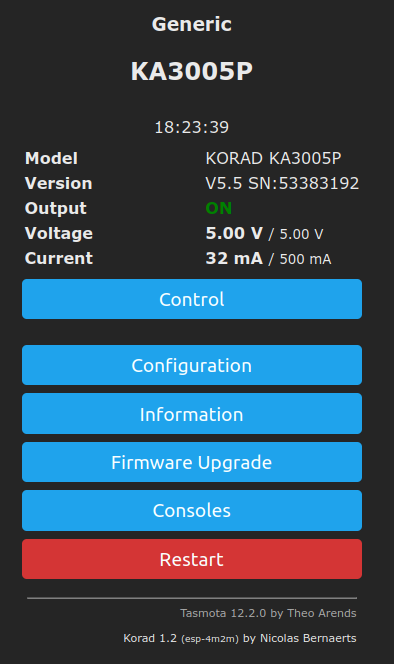 Generic
KA3005P
18:23:39
Model KORAD KA3005P
Version V5.5 SN:53383192
Output ON
Voltage 5.00 V / 5.00 V
Current 32 mA / 500 mA
Control
Configuration
Information
Firmware Upgrade
Consoles
Restart
Tasmota 12.2.0 by Theo Arends
Korad 1.2 (esp-4m2m) by Nicolas Bernaerts